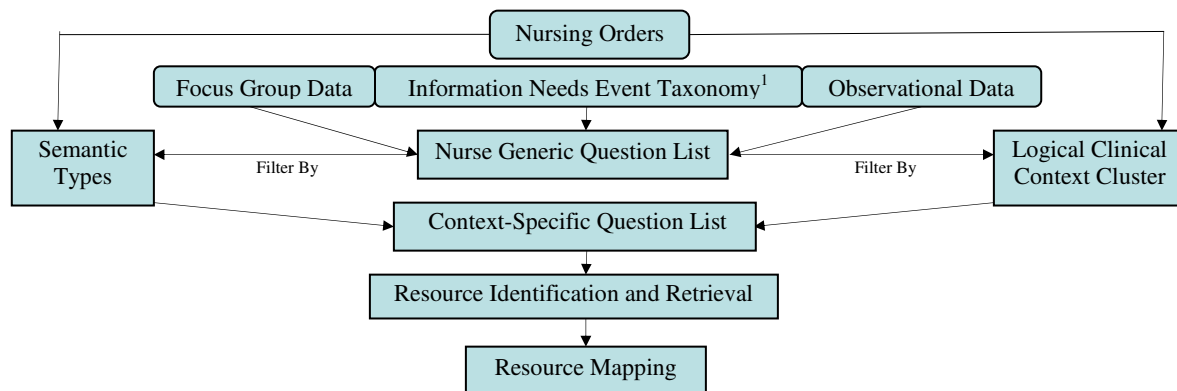 Nursing Orders
Focus Group Data
Information Needs Event Taxonomy¹
Observational Data
Semantic
Types
Filter By
Nurse Generic Question List
Filter By
Logical Clinical
Context Cluster
Context-Specific Question List
Resource Identification and Retrieval
Resource Mapping